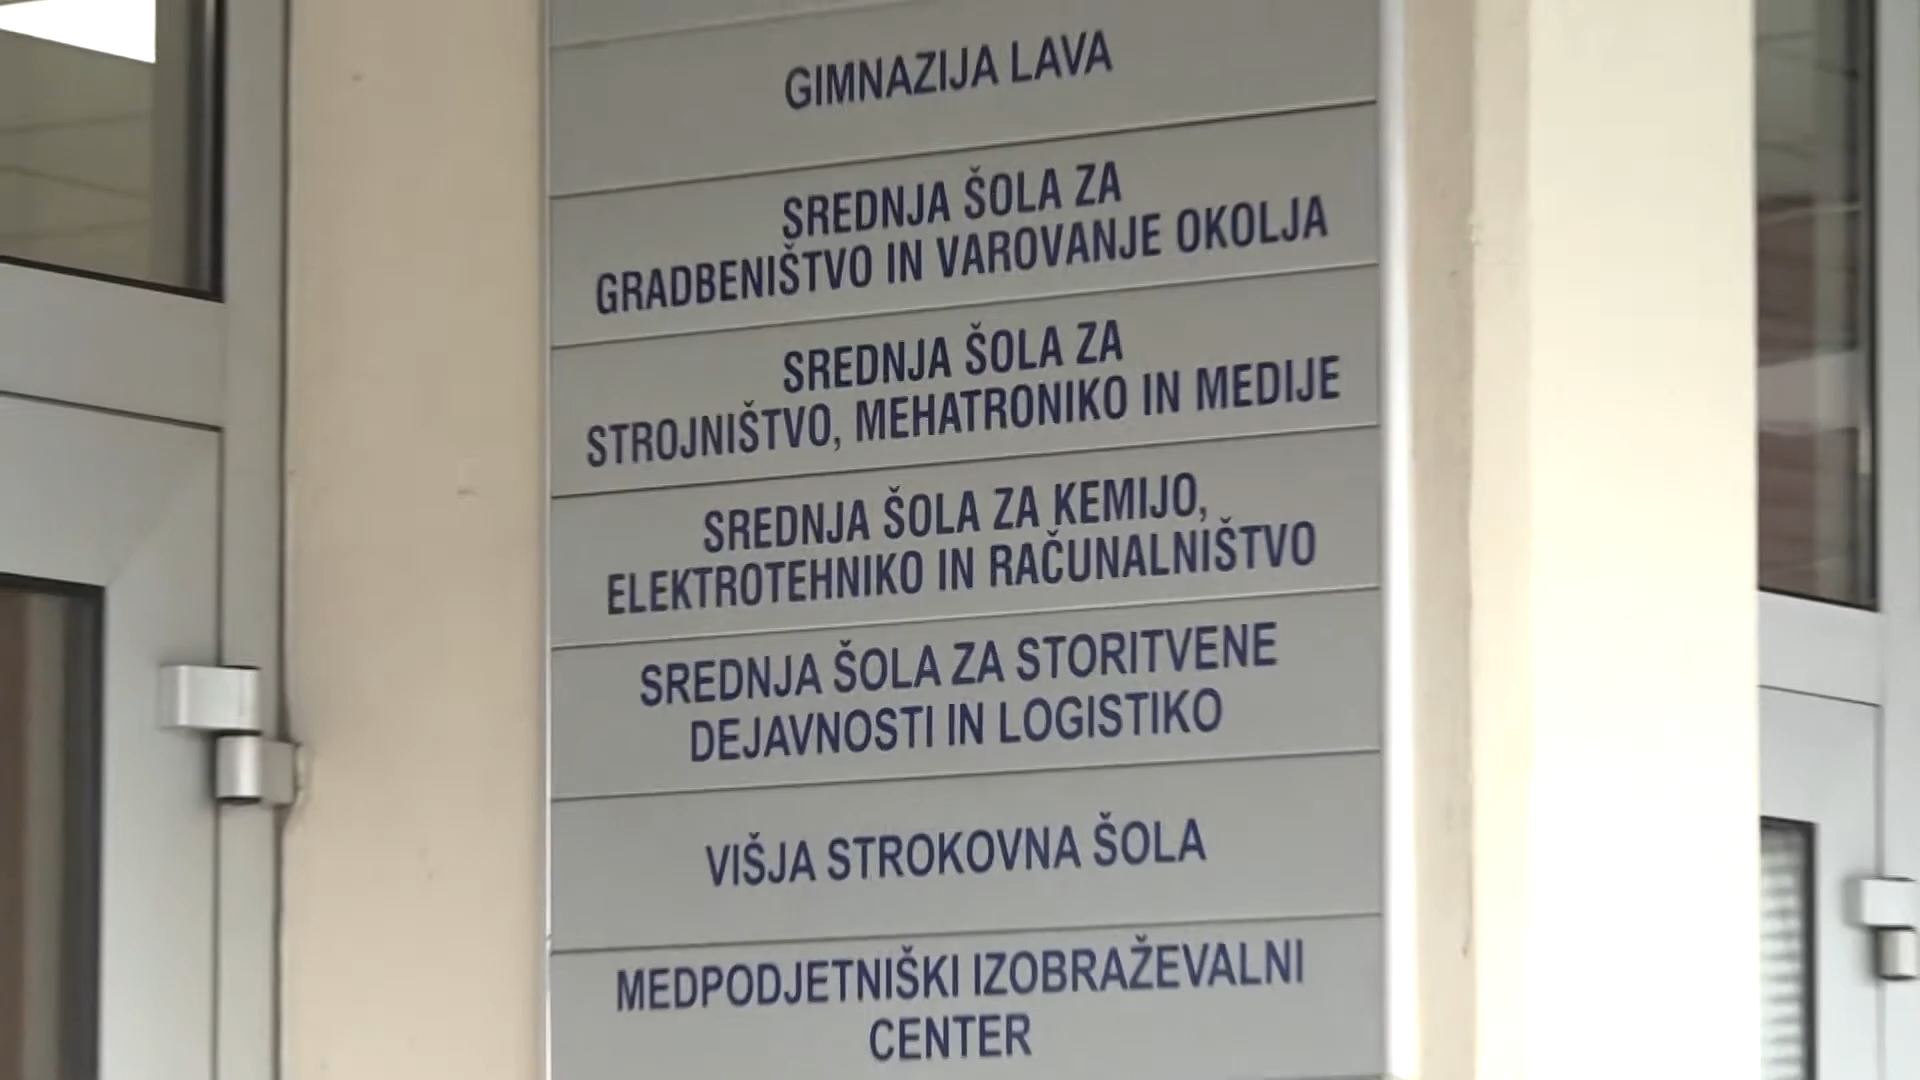 GIMNAZIJA LAVA
SREDNJA ŠOLA ZA
GRADBENIŠTVO IN VAROVANJE OKOLJA
SREDNJA ŠOLA ZA
STROJNIŠTVO, MEHATRONIKO IN MEDIJE
SREDNJA ŠOLA ZA KEMIJO,
ELEKTROTEHNIKO IN RAČUNALNIŠTVO
SREDNJA ŠOLA ZA STORITVENE
DEJAVNOSTI IN LOGISTIKO
VIŠJA STROKOVNA ŠOLA
MEDPODJETNIŠKI IZOBRAŽEVALNI
CENTER